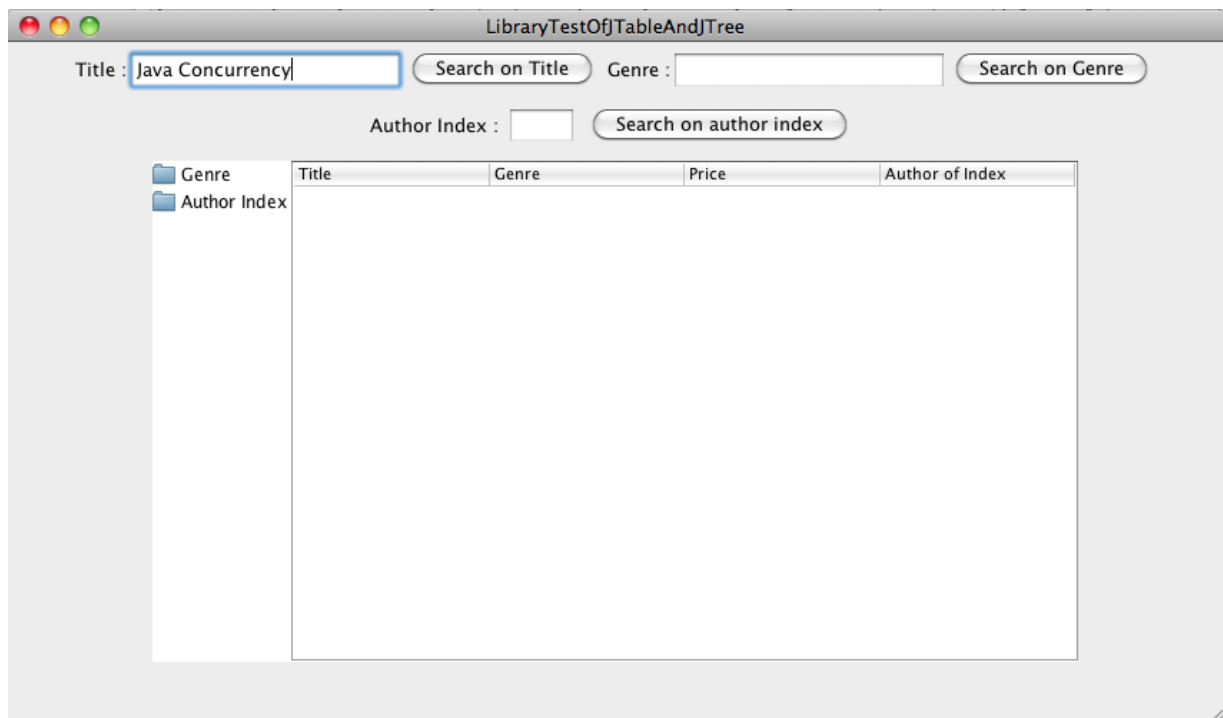 LibraryTestOfJTableAndJTree
Title : Java Concurrency Search on Title Genre : Search on Genre
Author Index : Search on author index
Genre Title Genre Price Author of Index
Author Index